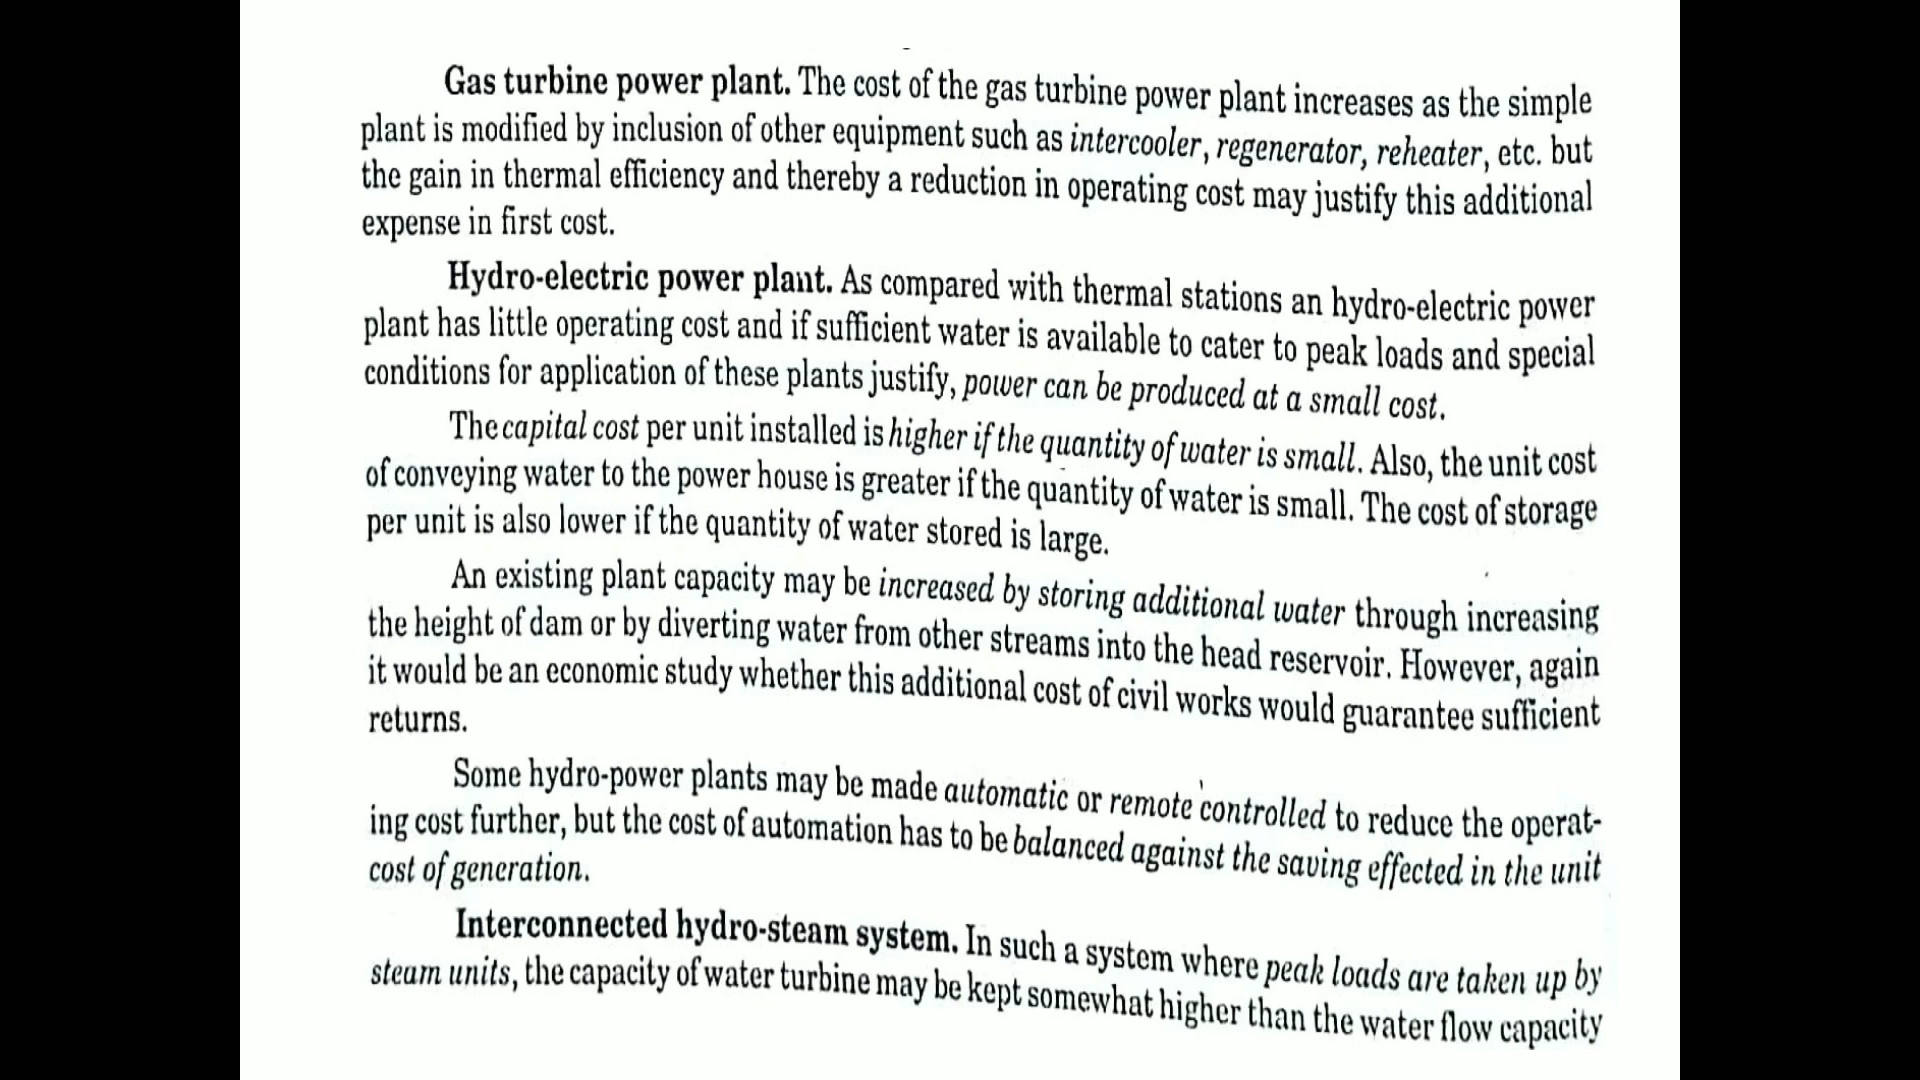 Gas turbine power plant. The cost of the gas turbine power plant increases as the simple
plant is modified by inclusion of other equipment such as intercooler, regenerator, reheater, etc. but
the gain in thermal efficiency and thereby a reduction in operating cost may justify this additional
expense in first cost.
Hydro-electric power plant. As compared with thermal stations an hydro-electric power
plant has little operating cost and if sufficient water is available to cater to peak loads and special
conditions for application of these plants justify, power can be produced at a small cost.
The capital cost per unit installed is higher if the quantity of water is small. Also, the unit cost
of conveying water to the power house is greater if the quantity of water is small. The cost of storage
per unit is also lower if the quantity of water stored is large.
An existing plant capacity may be increased by storing additional water through increasing
the height of dam or by diverting water from other streams into the head reservoir. However, again
it would be an economic study whether this additional cost of civil works would guarantee sufficient
returns.
Some hydro-power plants may be made automatic or remote controlled to reduce the operat-
ing cost further, but the cost of automation has to be balanced against the saving effected in the unit
cost of generation.
Interconnected hydro-steam system. In such a system where peak loads are taken up by
steam units, the capacity of water turbine may be kept somewhat higher than the water flow capacity